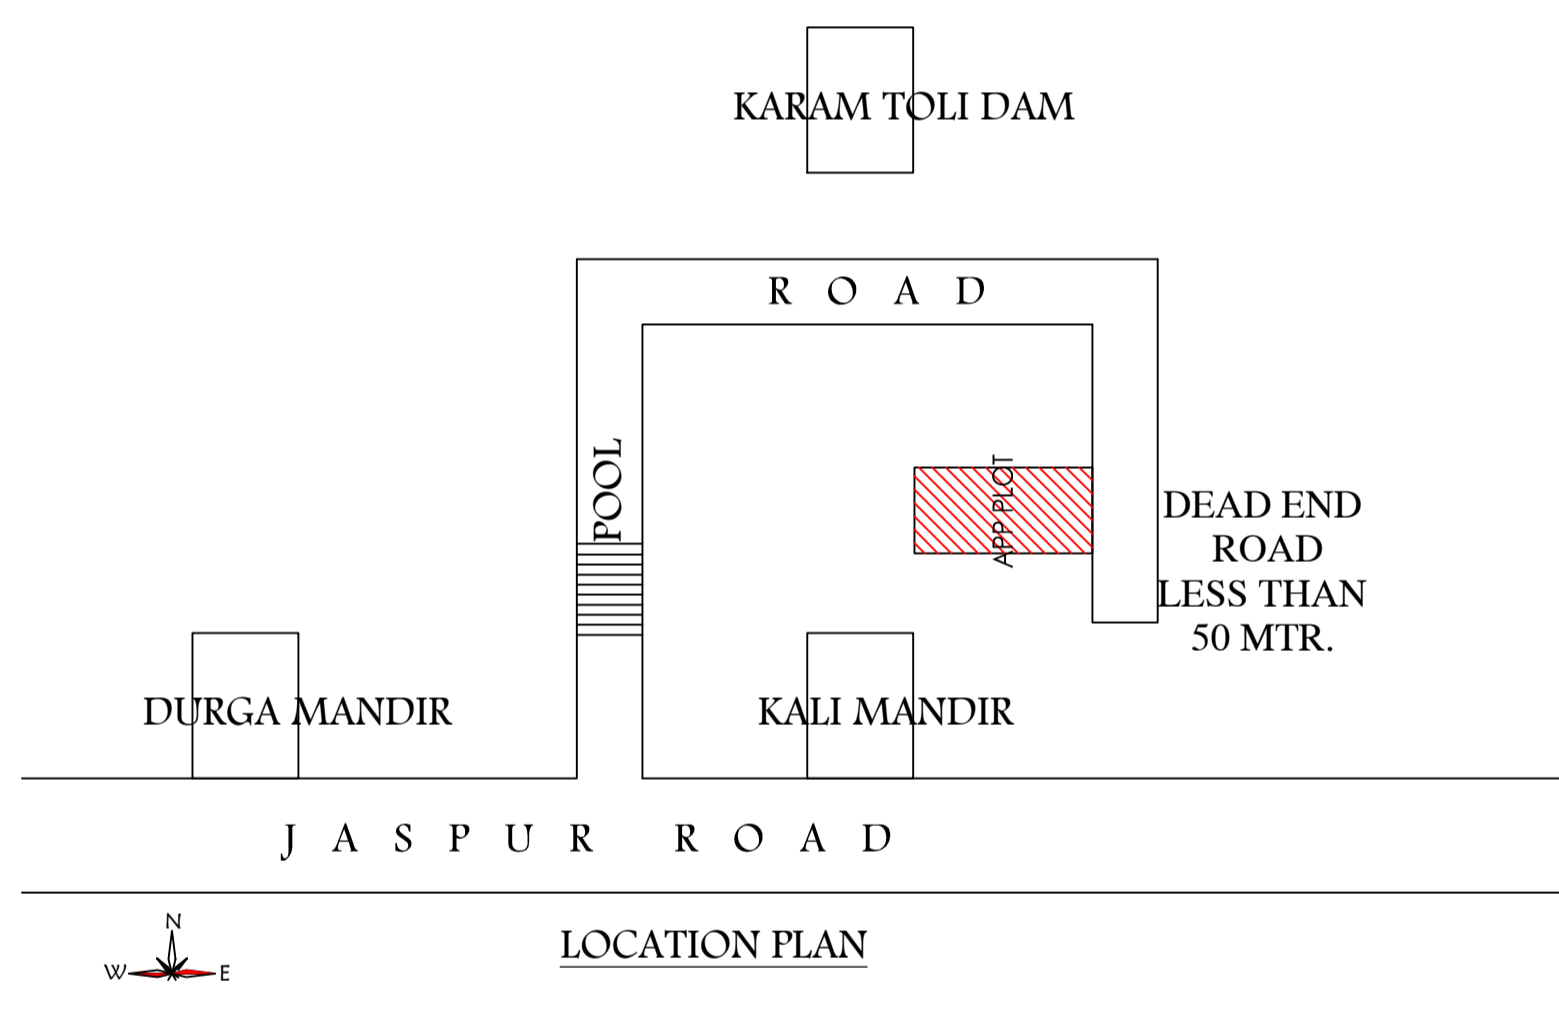 KARAM TOLI DAM
R O A D
POOL
APP PLOT
DEAD END
ROAD
LESS THAN
50 MTR.
DURGA MANDIR
KALI MANDIR
J A S P U R R O A D
N
W E
LOCATION PLAN